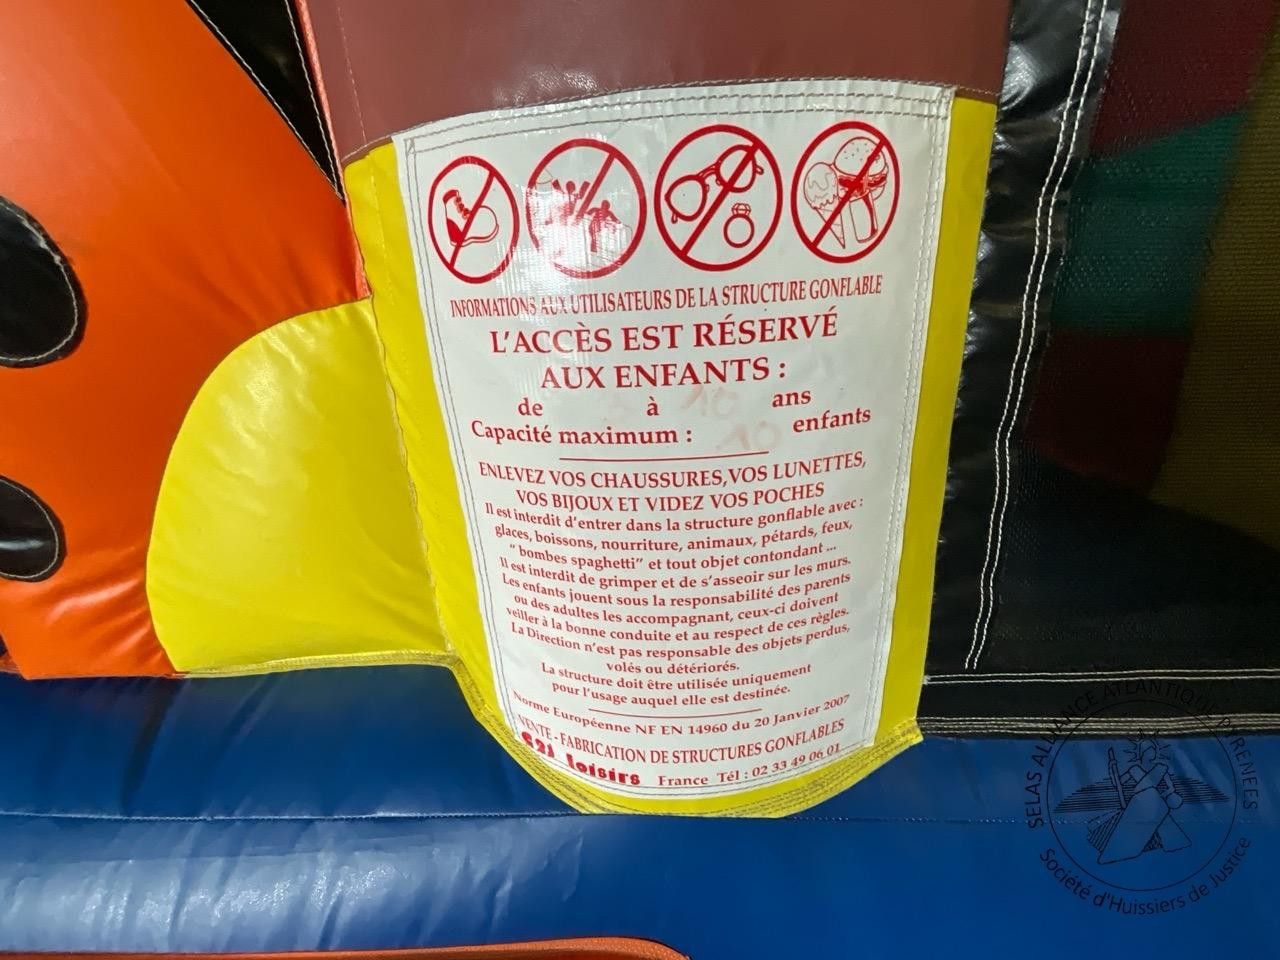 INFORMATIONS AUX UTILISATEURS DE LA STRUCTURE GONFLABLE
L'ACCÈS EST RÉSERVÉ
AUX ENFANTS :
de à 10 ans
Capacité maximum : 10 enfants
ENLEVEZ VOS CHAUSSURES, VOS LUNETTES,
VOS BIJOUX ET VIDEZ VOS POCHES
Il est interdit d'entrer dans la structure gonflable avec :
glaces, boissons, nourriture, animaux, pétards, feux,
" bombes spaghetti" et tout objet contondant ...
Il est interdit de grimper et de s'asseoir sur les murs.
Les enfants jouent sous la responsabilité des parents
ou des adultes les accompagnant, ceux-ci doivent
veiller à la bonne conduite et au respect de ces règles.
La Direction n'est pas responsable des objets perdus,
volés ou détériorés.
La structure doit être utilisée uniquement
pour l'usage auquel elle est destinée.
Norme Européenne NF EN 14960 du 20 Janvier 2007
VENTE - FABRICATION DE STRUCTURES GONFLABLES
loisirs France Tél : 02 33 49 06 01
SELAS ALLIANCE ATLANTIQUE PYRENEES
Société d'Huissiers de Justice